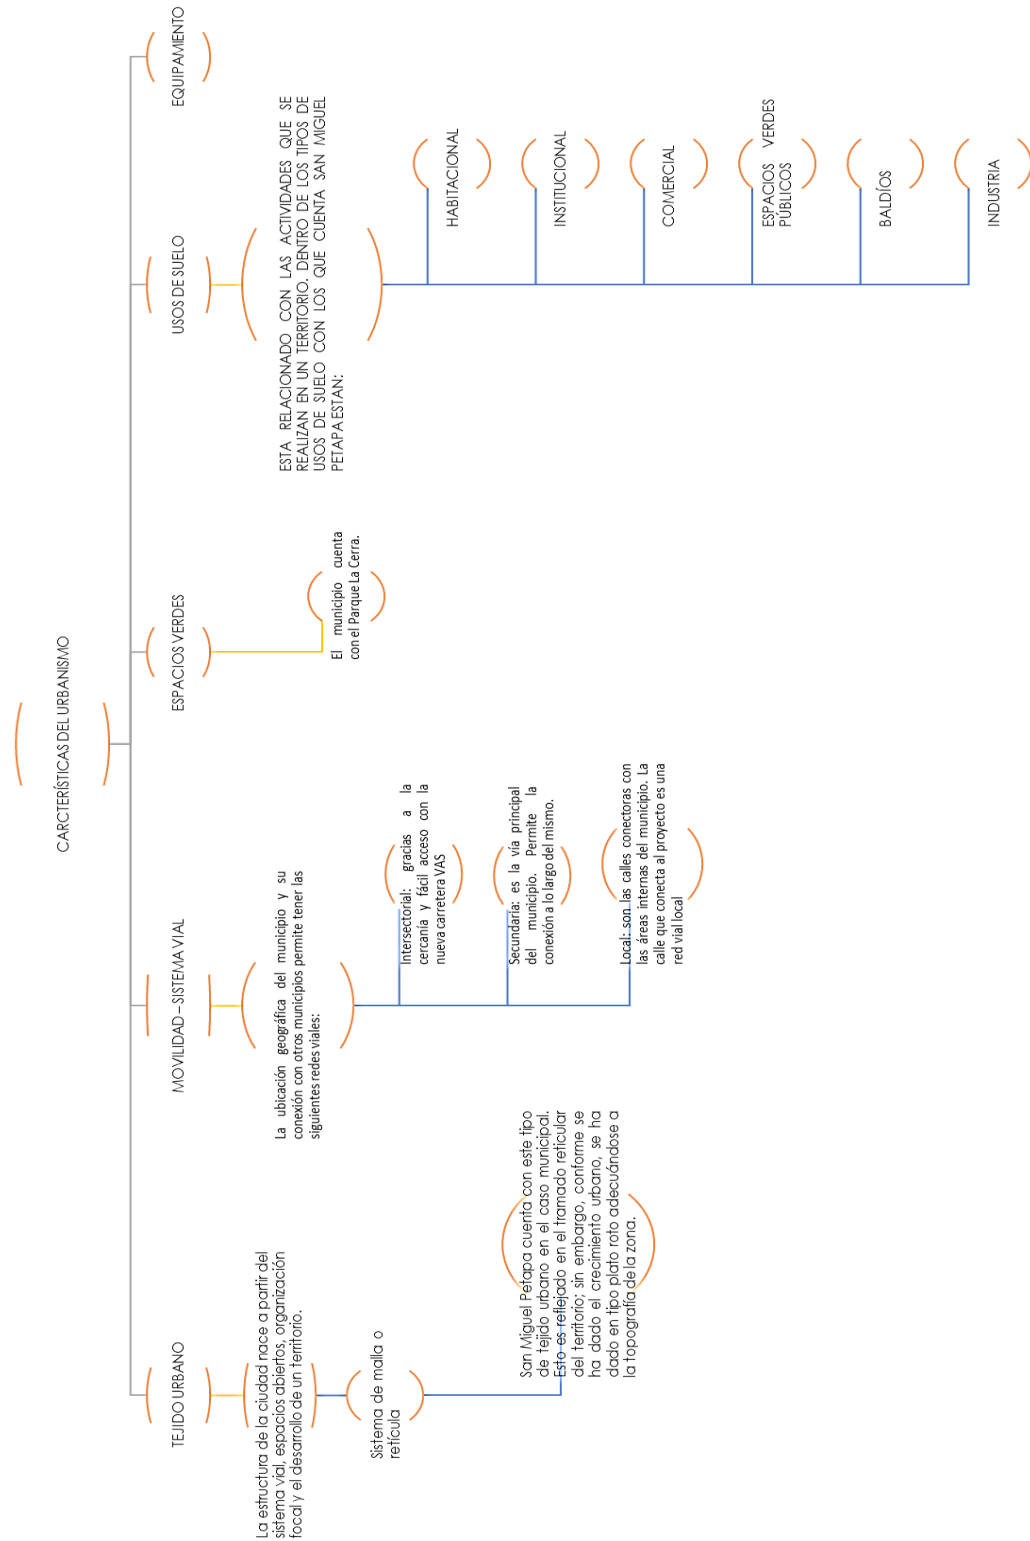 CARCTERÍSTICAS DEL URBANISMO
TEJIDO URBANO
La estructura de la ciudad nace a partir del
sistema vial, espacios abiertos, organización
focal y el desarrollo de un territorio.
Sistema de malla o
retícula
San Miguel Petapa cuenta con este tipo
de tejido urbano en el caso municipal.
Esto es reflejado en el tramado reticular
del territorio; sin embargo, conforme se
ha dado el crecimiento urbano, se ha
dado en tipo plato roto adecuándose a
la topografía de la zona.
MOVILIDAD – SISTEMA VIAL
La ubicación geográfica del municipio y su
conexión con otros municipios permite tener las
siguientes redes viales:
Intersectorial: gracias a la
cercanía y fácil acceso con la
nueva carretera VAS
Secundaria: es la vía principal
del municipio. Permite la
conexión a lo largo del mismo.
Local: son las calles conectoras con
las áreas internas del municipio. La
calle que conecta al proyecto es una
red vial local
ESPACIOS VERDES
El municipio cuenta
con el Parque La Cerra.
USOS DE SUELO
ESTA RELACIONADO CON LAS ACTIVIDADES QUE SE
REALIZAN EN UN TERRITORIO. DENTRO DE LOS TIPOS DE
USOS DE SUELO CON LOS QUE CUENTA SAN MIGUEL
PETAPA ESTAN:
HABITACIONAL
INSTITUCIONAL
COMERCIAL
ESPACIOS VERDES
PÚBLICOS
BALDÍOS
INDUSTRIA
EQUIPAMIENTO